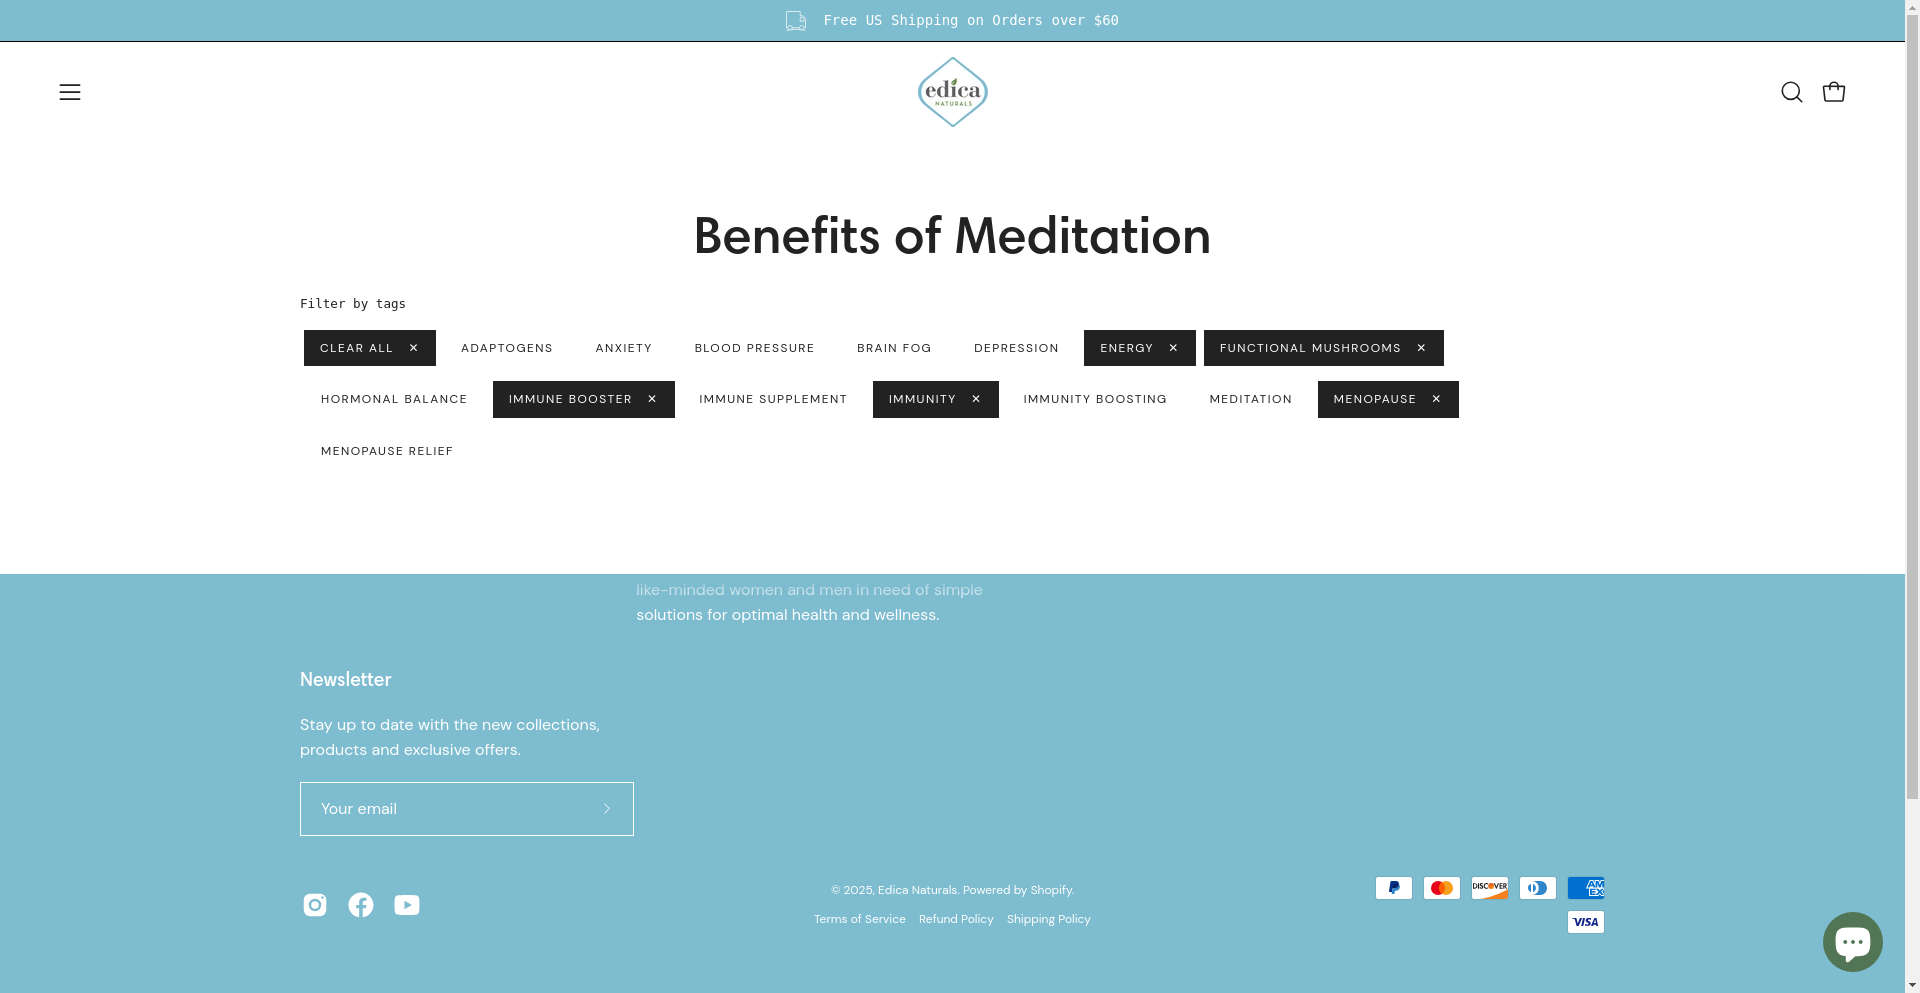 Free US Shipping on Orders over $60
edica
NATURALS
Benefits of Meditation
Filter by tags
CLEAR ALL ✕ ADAPTOGENS ANXIETY BLOOD PRESSURE BRAIN FOG DEPRESSION ENERGY ✕ FUNCTIONAL MUSHROOMS ✕
HORMONAL BALANCE IMMUNE BOOSTER ✕ IMMUNE SUPPLEMENT IMMUNITY ✕ IMMUNITY BOOSTING MEDITATION MENOPAUSE ✕
MENOPAUSE RELIEF
like-minded women and men in need of simple
solutions for optimal health and wellness.
Newsletter
Stay up to date with the new collections,
products and exclusive offers.
Your email
© 2025, Edica Naturals. Powered by Shopify.
Terms of Service Refund Policy Shipping Policy
DISCOVER
AM
EX
VISA